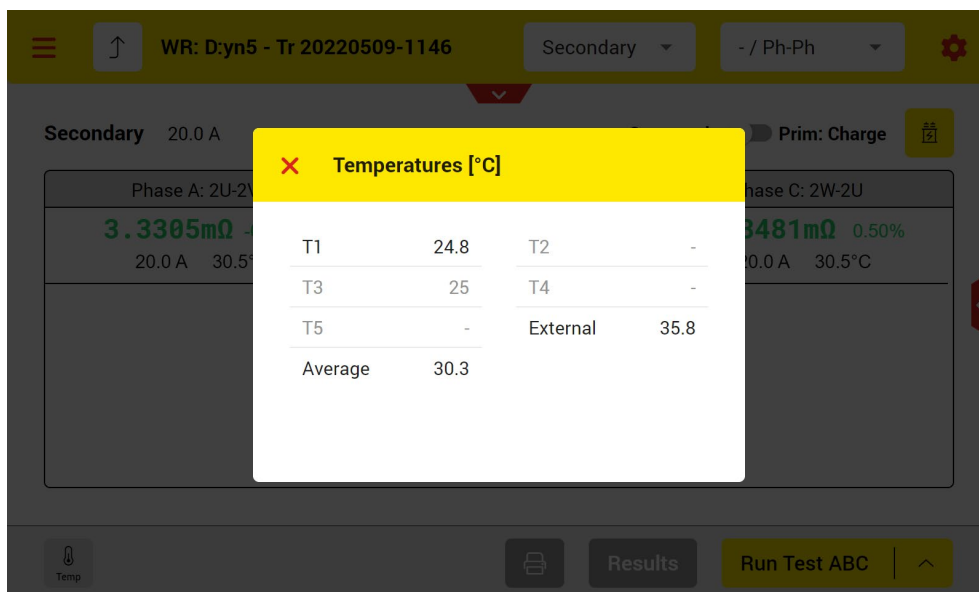 WR: D:yn5 - Tr 20220509-1146
Secondary
- / Ph-Ph
Secondary 20.0 A
Prim: Charge
Phase A: 2U-2V
hase C: 2W-2U
3.3305mΩ
3481mΩ 0.50%
20.0 A 30.5°
0.0 A 30.5°C
Temperatures [°C]
T1 24.8 T2 -
T3 25 T4 -
T5 - External 35.8
Average 30.3
Temp
Results
Run Test ABC